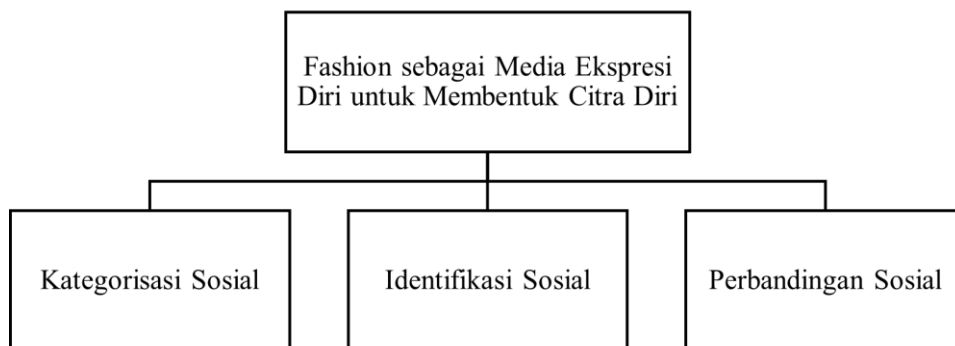 Fashion sebagai Media Ekspresi
Diri untuk Membentuk Citra Diri
Kategorisasi Sosial
Identifikasi Sosial
Perbandingan Sosial